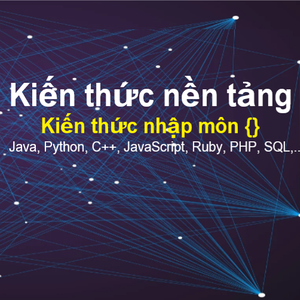 Kiến thức nền tảng
Kiến thức nhập môn {}
Java, Python, C++, JavaScript, Ruby, PHP, SQL,..